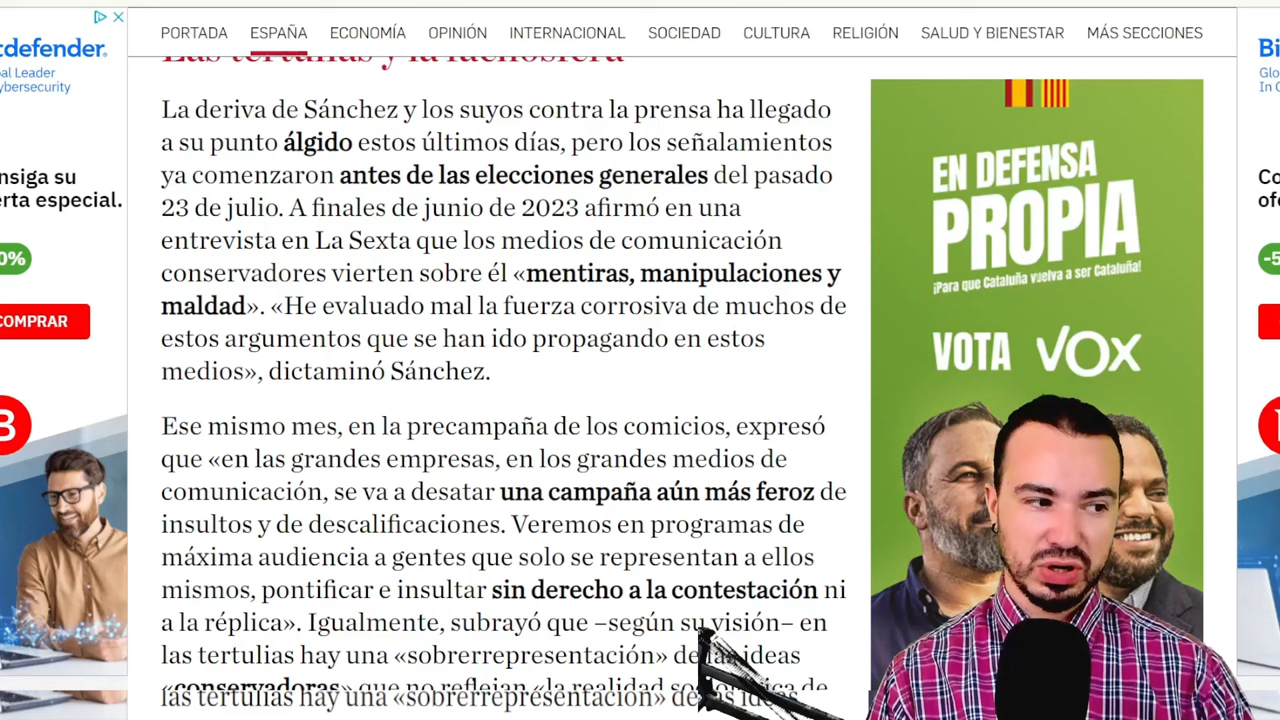 PORTADA ESPAÑA ECONOMÍA OPINIÓN INTERNACIONAL SOCIEDAD CULTURA RELIGIÓN SALUD Y BIENESTAR MÁS SECCIONES
Las tertulias y la fachosfera
La deriva de Sánchez y los suyos contra la prensa ha llegado
a su punto álgido estos últimos días, pero los señalamientos
ya comenzaron antes de las elecciones generales del pasado
23 de julio. A finales de junio de 2023 afirmó en una
entrevista en La Sexta que los medios de comunicación
conservadores vierten sobre él «mentiras, manipulaciones y
maldad». «He evaluado mal la fuerza corrosiva de muchos de
estos argumentos que se han ido propagando en estos
medios», dictaminó Sánchez.
Ese mismo mes, en la precampaña de los comicios, expresó
que «en las grandes empresas, en los grandes medios de
comunicación, se va a desatar una campaña aún más feroz de
insultos y de descalificaciones. Veremos en programas de
máxima audiencia a gentes que solo se representan a ellos
mismos, pontificar e insultar sin derecho a la contestación ni
a la réplica». Igualmente, subrayó que –según su visión– en
las tertulias hay una «sobrerrepresentación» de las ideas
«conservadoras» que no reflejan «la realidad
las tertulias hay una «sobrerrepresentación» de
tdefender.
al Leader
ybersecurity
nsiga su
erta especial.
0%
COMPRAR
B
EN DEFENSA
PROPIA
¡Para que Cataluña vuelva a ser Cataluña!
VOTA VOX
Bi
Glo
In C
Co
ofe
-5